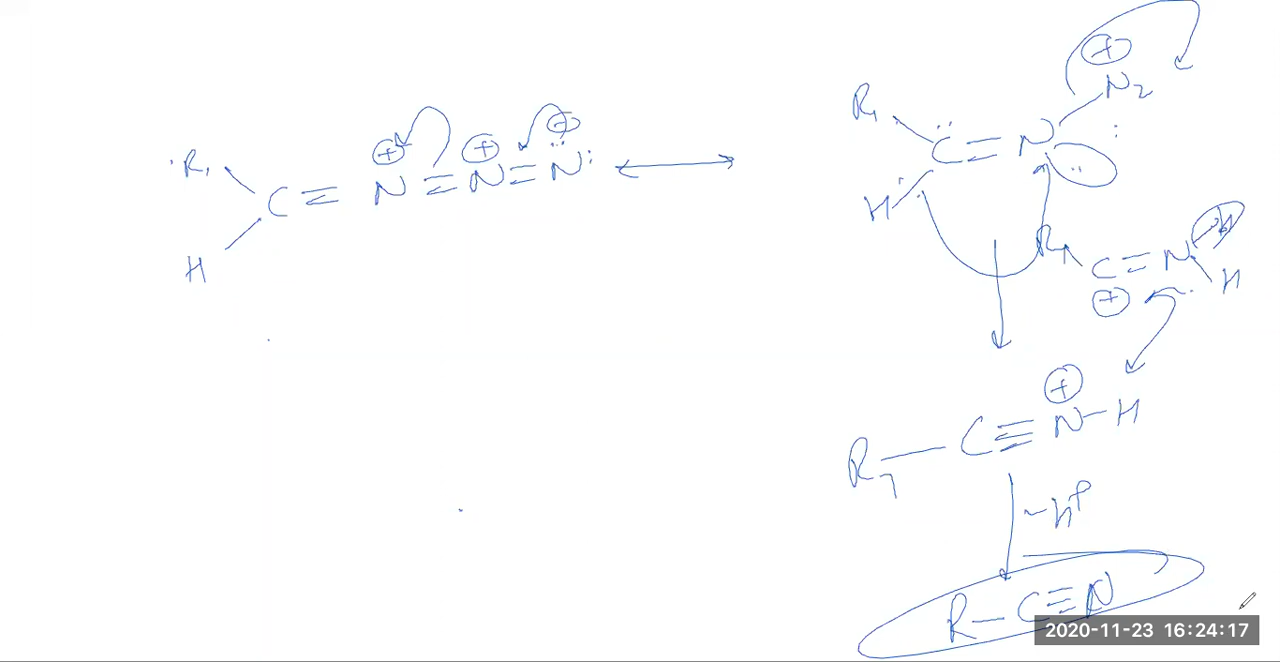 R₁
H
C = N = N = N
⊕ ⊕
R₁
H
C = N
N₂
⊕
R₁ C = N
⊕
H
R₁ — C ≡ N – H
⊕
– H⊕
R – C ≡ N
2020-11-23 16:24:17